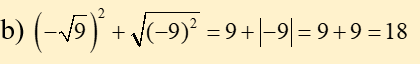 b) (-√9)² + √((-9)²) = 9 + |-9| = 9 + 9 = 18